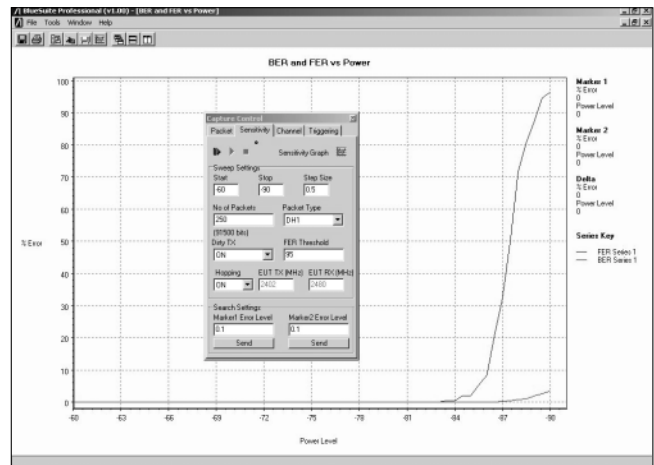 BlueSuite Professional (v1.00) - [BER and FER vs Power]
File Tools Window Help
BER and FER vs Power
100
90
80
70
60
50
40
30
20
10
0
% Error
-60
-63
-66
-69
-72
-75
-78
-81
-84
-87
-90
Power Level
Marker 1
% Error
0
Power Level
0
Marker 2
% Error
0
Power Level
0
Delta
% Error
0
Power Level
0
Series Key
FER Series 1
BER Series 1
Capture Control
Packet Sensitivity Channel Triggering
Sensitivity Graph
Sweep Settings
Start Stop Step Size
-60 -90 0.5
No of Packets Packet Type
250 DH1
(91500 bits)
Dirty TX FER Threshold
ON 95
Hopping EUT TX (MHz) EUT RX (MHz)
ON 2402 2480
Search Settings
Marker1 Error Level Marker2 Error Level
0.1 0.1
Send Send